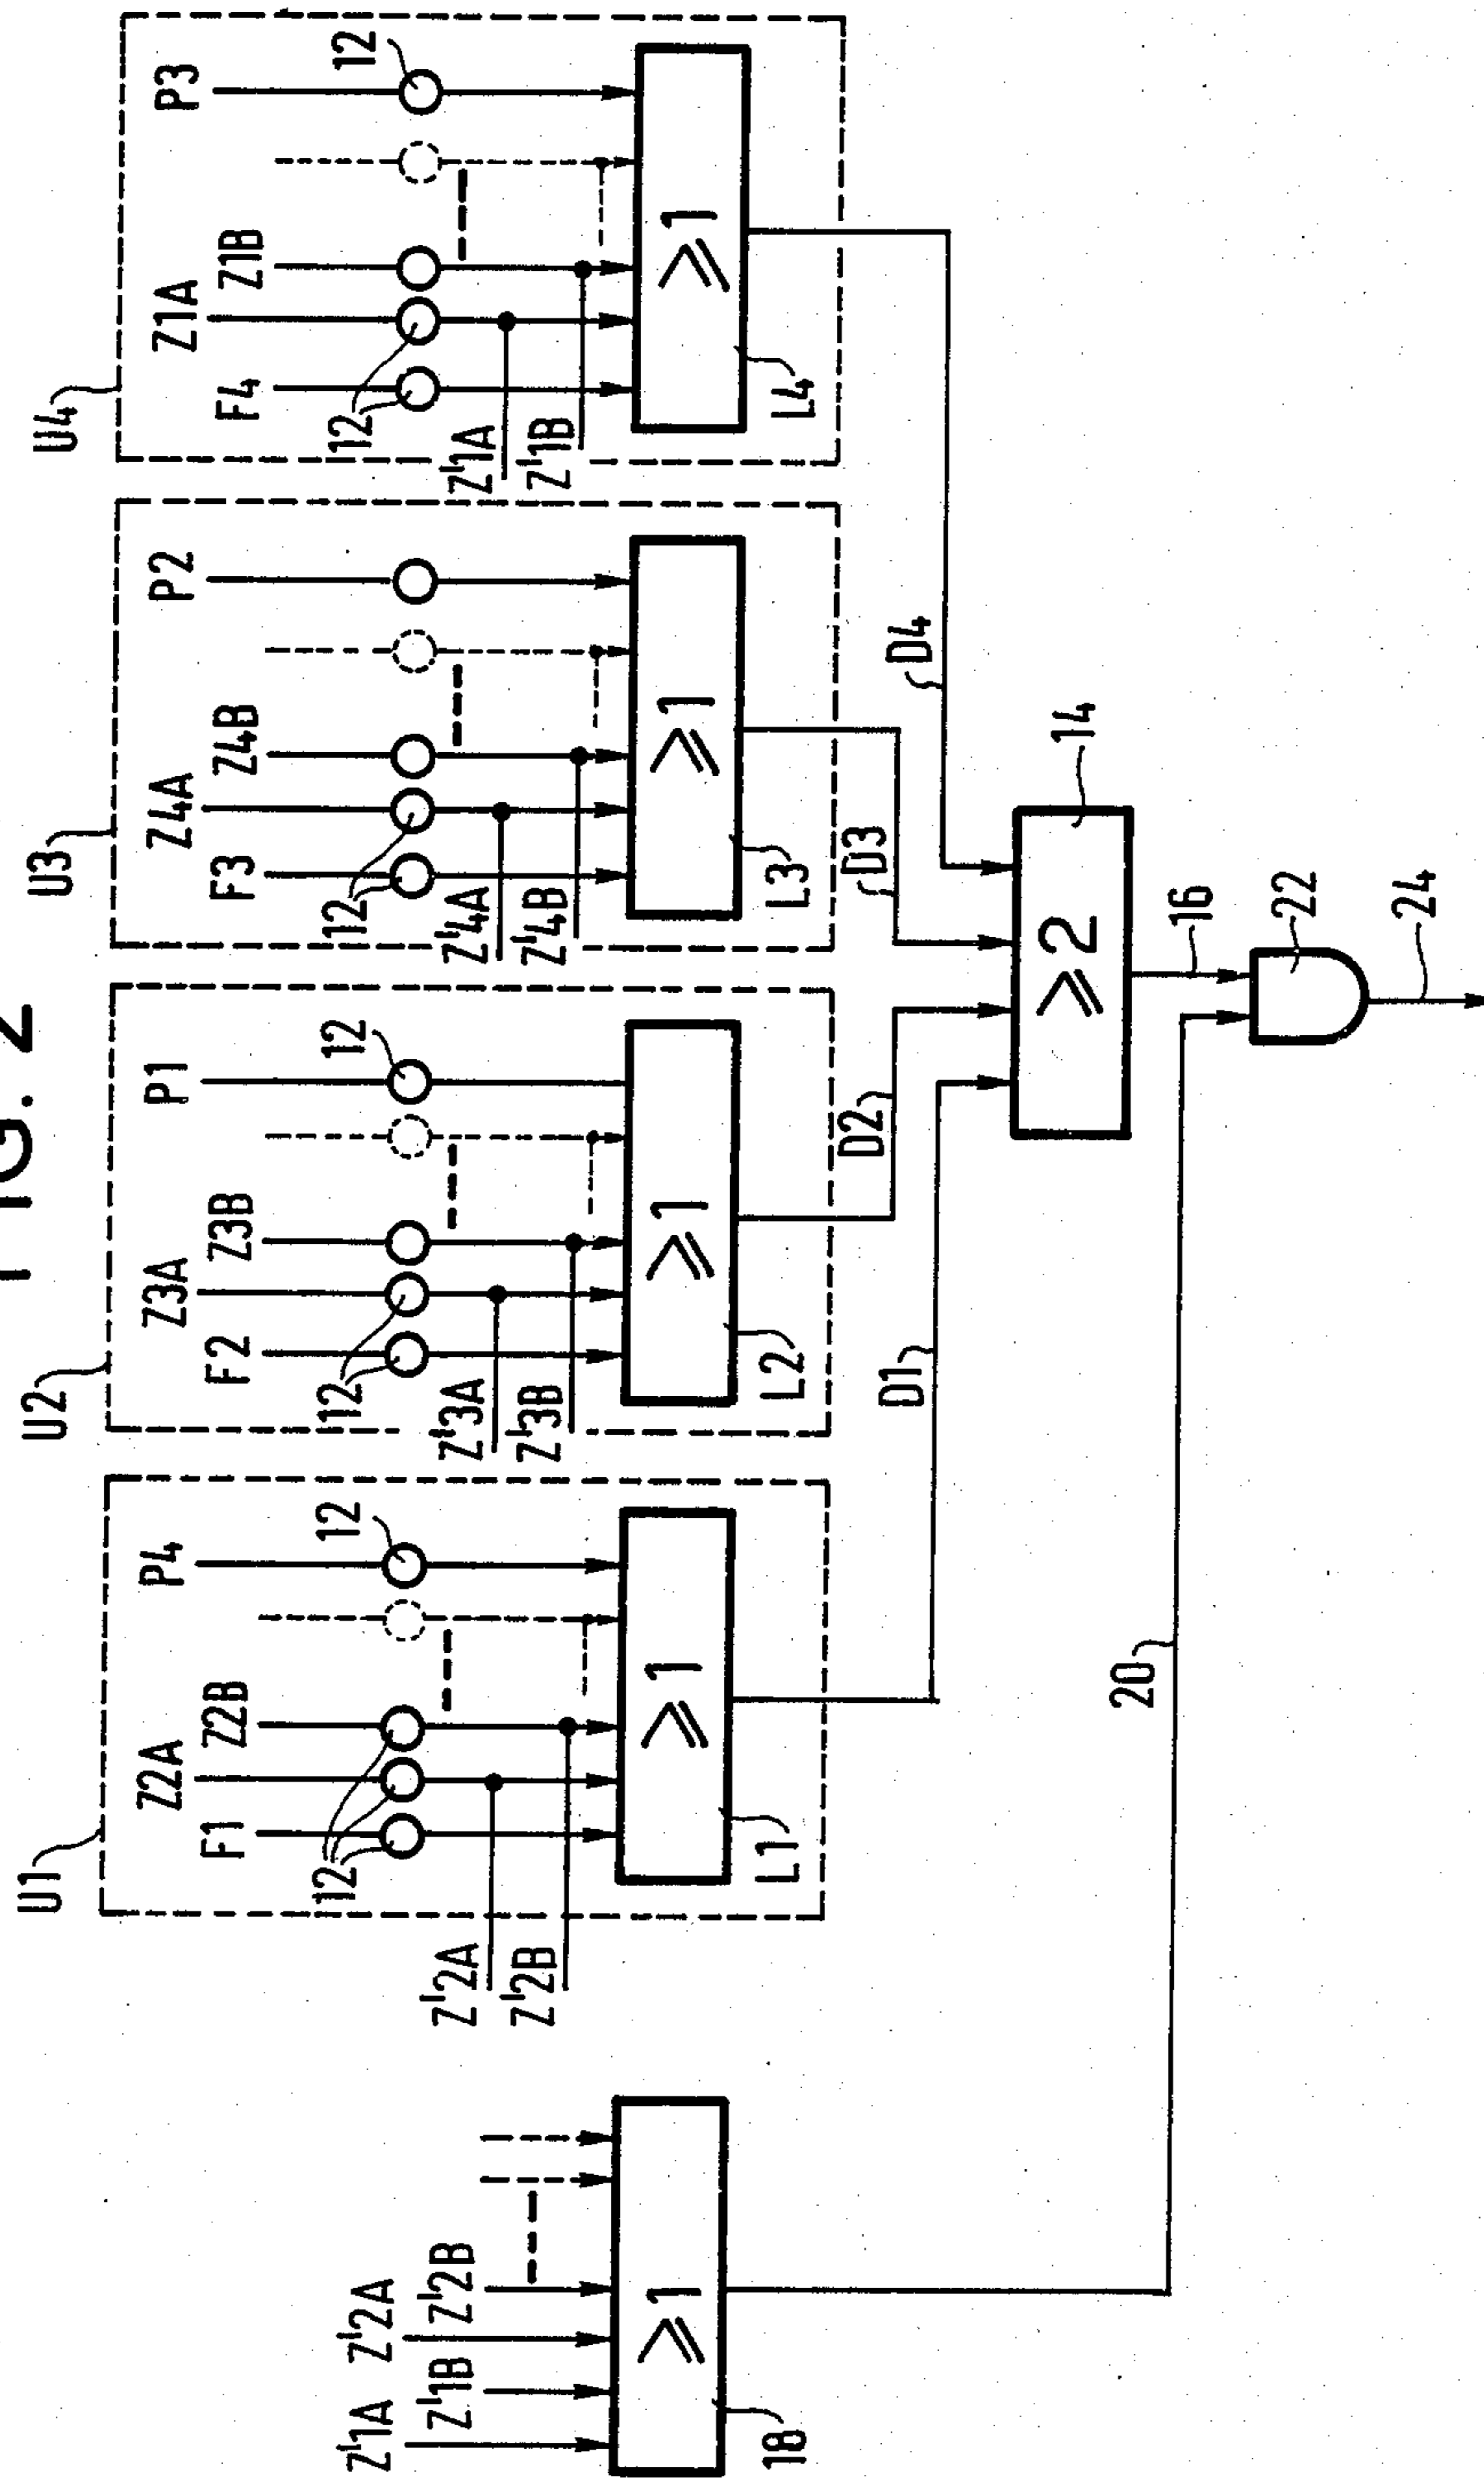 FIG. 2
U1
U2
U3
U4
Z2A
P4
F1
Z2B
12
12
Z'2A
Z'2B
≥1
L1
Z3A
P1
F2
Z3B
12
12
Z'3A
Z'3B
≥1
L2
Z4A
P2
F3
Z4B
12
Z'4A
Z'4B
≥1
L3
Z1A
P3
F4
Z1B
12
12
Z'1A
Z'1B
≥1
L4
Z'1A
Z'2A
Z'1B
Z'2B
≥1
18
D1
D2
D3
D4
≥2
14
20
16
22
24